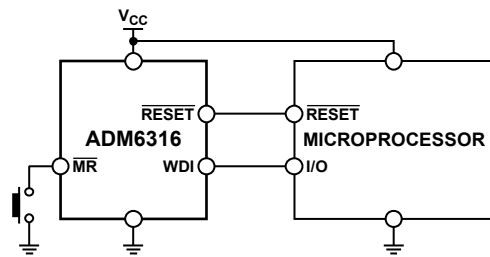 VCC
RESET RESET
ADM6316 MICROPROCESSOR
MR WDI I/O